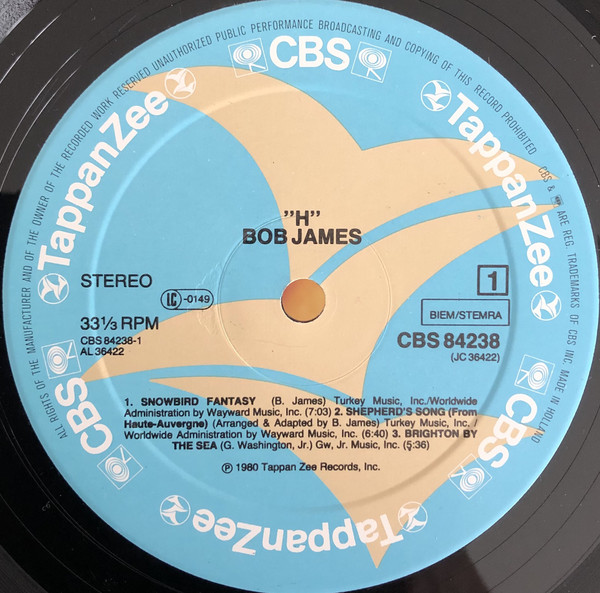 ALL RIGHTS OF THE MANUFACTURER AND OF THE OWNER OF THE RECORDED WORK RESERVED UNAUTHORIZED PUBLIC PERFORMANCE BROADCASTING AND COPYING OF THIS RECORD PROHIBITED
CBS & ARE REG. TRADEMARKS OF CBS INC. MADE IN HOLLAND
CBS
TappanZee
TappanZee
"H"
BOB JAMES
STEREO
LC-0149
1
33⅓ RPM
BIEM/STEMRA
CBS 84238-1
CBS 84238
AL 36422
(JC 36422)
1. SNOWBIRD FANTASY (B. James) Turkey Music, Inc./Worldwide
Administration by Wayward Music, Inc. (7:03) 2. SHEPHERD'S SONG (From
Haute-Auvergne) (Arranged & Adapted by B. James) Turkey Music, Inc. /
Worldwide Administration by Wayward Music, Inc. (6:40) 3. BRIGHTON BY
THE SEA (G. Washington, Jr.) Gw, Jr. Music, Inc. (5:36)
℗ 1980 Tappan Zee Records, Inc.
CBS
CBS
TappanZee